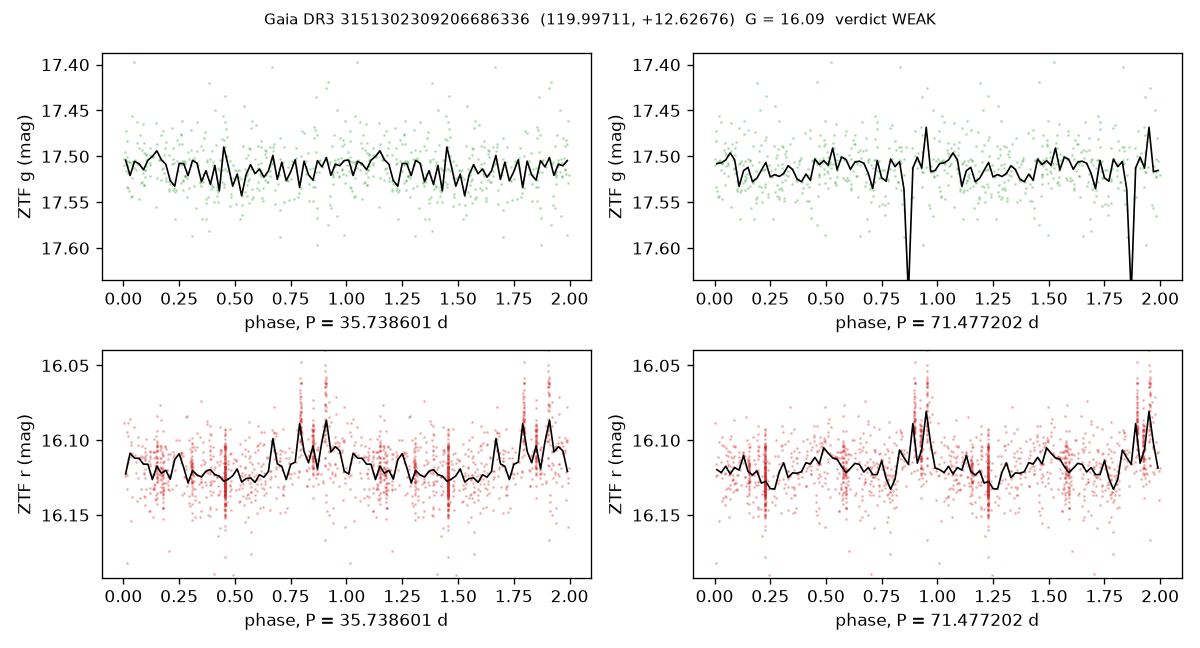 Gaia DR3 3151302309206686336 (119.99711, +12.62676) G = 16.09 verdict WEAK
17.40
17.45
17.50
17.55
17.60
ZTF g (mag)
0.00 0.25 0.50 0.75 1.00 1.25 1.50 1.75 2.00
phase, P = 35.738601 d
17.40
17.45
17.50
17.55
17.60
ZTF g (mag)
0.00 0.25 0.50 0.75 1.00 1.25 1.50 1.75 2.00
phase, P = 71.477202 d
16.05
16.10
16.15
ZTF r (mag)
0.00 0.25 0.50 0.75 1.00 1.25 1.50 1.75 2.00
phase, P = 35.738601 d
16.05
16.10
16.15
ZTF r (mag)
0.00 0.25 0.50 0.75 1.00 1.25 1.50 1.75 2.00
phase, P = 71.477202 d